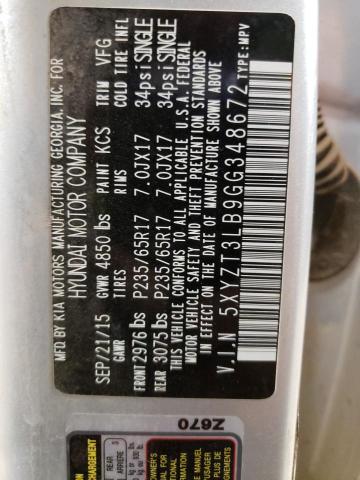 MFD. BY KIA MOTORS MANUFACTURING GEORGIA, INC. FOR
HYUNDAI MOTOR COMPANY
SEP/21/15 GVWR 4850 lbs PAINT KCS TRIM VFG
GAWR TIRES RIMS COLD TIRE INFL
FRONT 2976 lbs P235/65R17 7.0JX17 34psi SINGLE
REAR 3075 lbs P235/65R17 7.0JX17 34psi SINGLE
THIS VEHICLE CONFORMS TO ALL APPLICABLE U.S.A. FEDERAL
MOTOR VEHICLE SAFETY, BUMPER, AND
THEFT PREVENTION STANDARDS
IN EFFECT ON THE DATE OF MANUFACTURE SHOWN ABOVE
V.I.N 5XYZT3LB9GG348672 TYPE: MPV
Z670
CHARGEMENT
ARRIERE